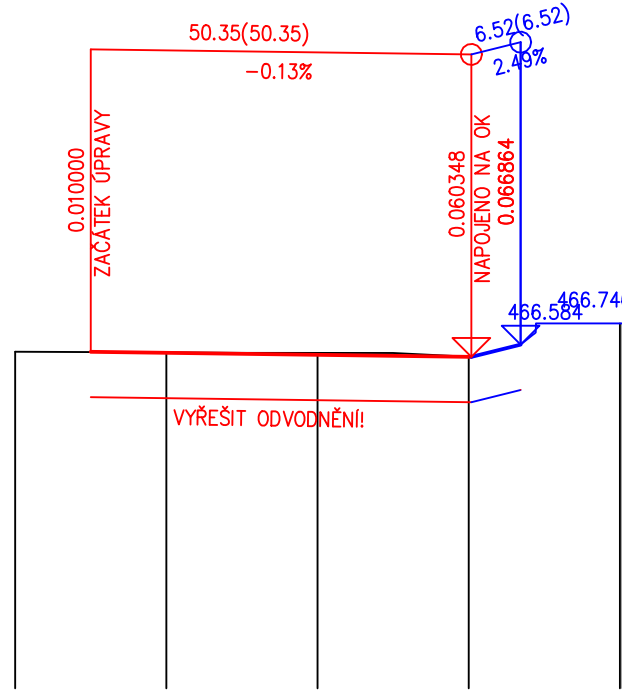 50.35(50.35)
6.52(6.52)
-0.13%
2.49%
0.010000
ZAČÁTEK ÚPRAVY
0.060348
NAPOJENO NA OK
0.066864
466.584
VYŘEŠIT ODVODNĚNÍ!